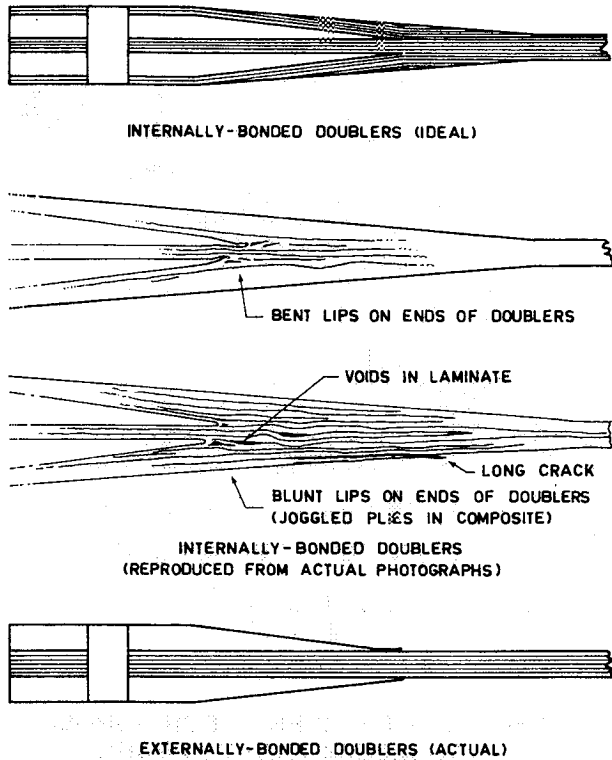 INTERNALLY-BONDED DOUBLERS (IDEAL)
BENT LIPS ON ENDS OF DOUBLERS
VOIDS IN LAMINATE
LONG CRACK
BLUNT LIPS ON ENDS OF DOUBLERS
(JOGGLED PLIES IN COMPOSITE)
INTERNALLY-BONDED DOUBLERS
(REPRODUCED FROM ACTUAL PHOTOGRAPHS)
EXTERNALLY-BONDED DOUBLERS (ACTUAL)